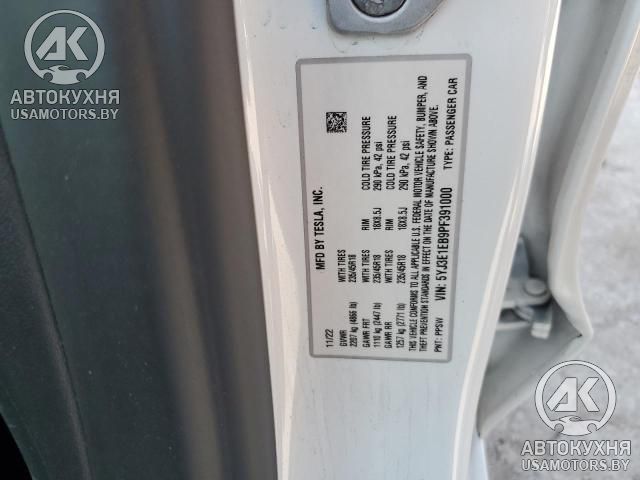 АК
АВТОКУХНЯ
USAMOTORS.BY
MFD BY TESLA, INC.
11/22
GVWR
2207 kg (4866 lb)
GAWR FRT
1110 kg (2447 lb)
GAWR RR
1257 kg (2771 lb)
WITH TIRES
235/45R18
WITH TIRES
235/45R18
RIM
18X8.5J
RIM
18X8.5J
COLD TIRE PRESSURE
290 kPa, 42 psi
COLD TIRE PRESSURE
290 kPa, 42 psi
THIS VEHICLE CONFORMS TO ALL APPLICABLE U.S. FEDERAL MOTOR VEHICLE SAFETY, BUMPER, AND
THEFT PREVENTION STANDARDS IN EFFECT ON THE DATE OF MANUFACTURE SHOWN ABOVE.
VIN: 5YJ3E1EB9PF391000
PNT: PPSW
TYPE: PASSENGER CAR
АК
АВТОКУХНЯ
USAMOTORS.BY